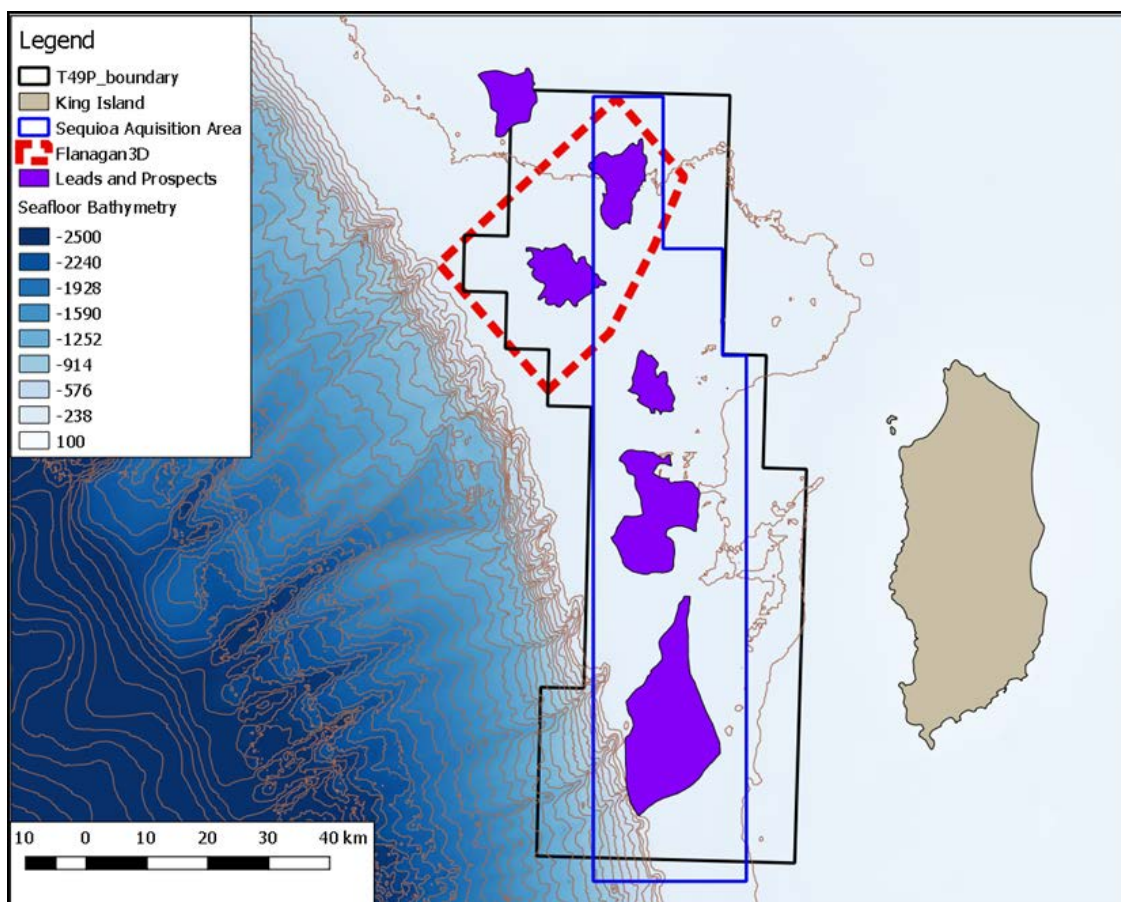 Legend
T49P_boundary
King Island
Sequioa Aquisition Area
Flanagan3D
Leads and Prospects
Seafloor Bathymetry
-2500
-2240
-1928
-1590
-1252
-914
-576
-238
100
10 0 10 20 30 40 km